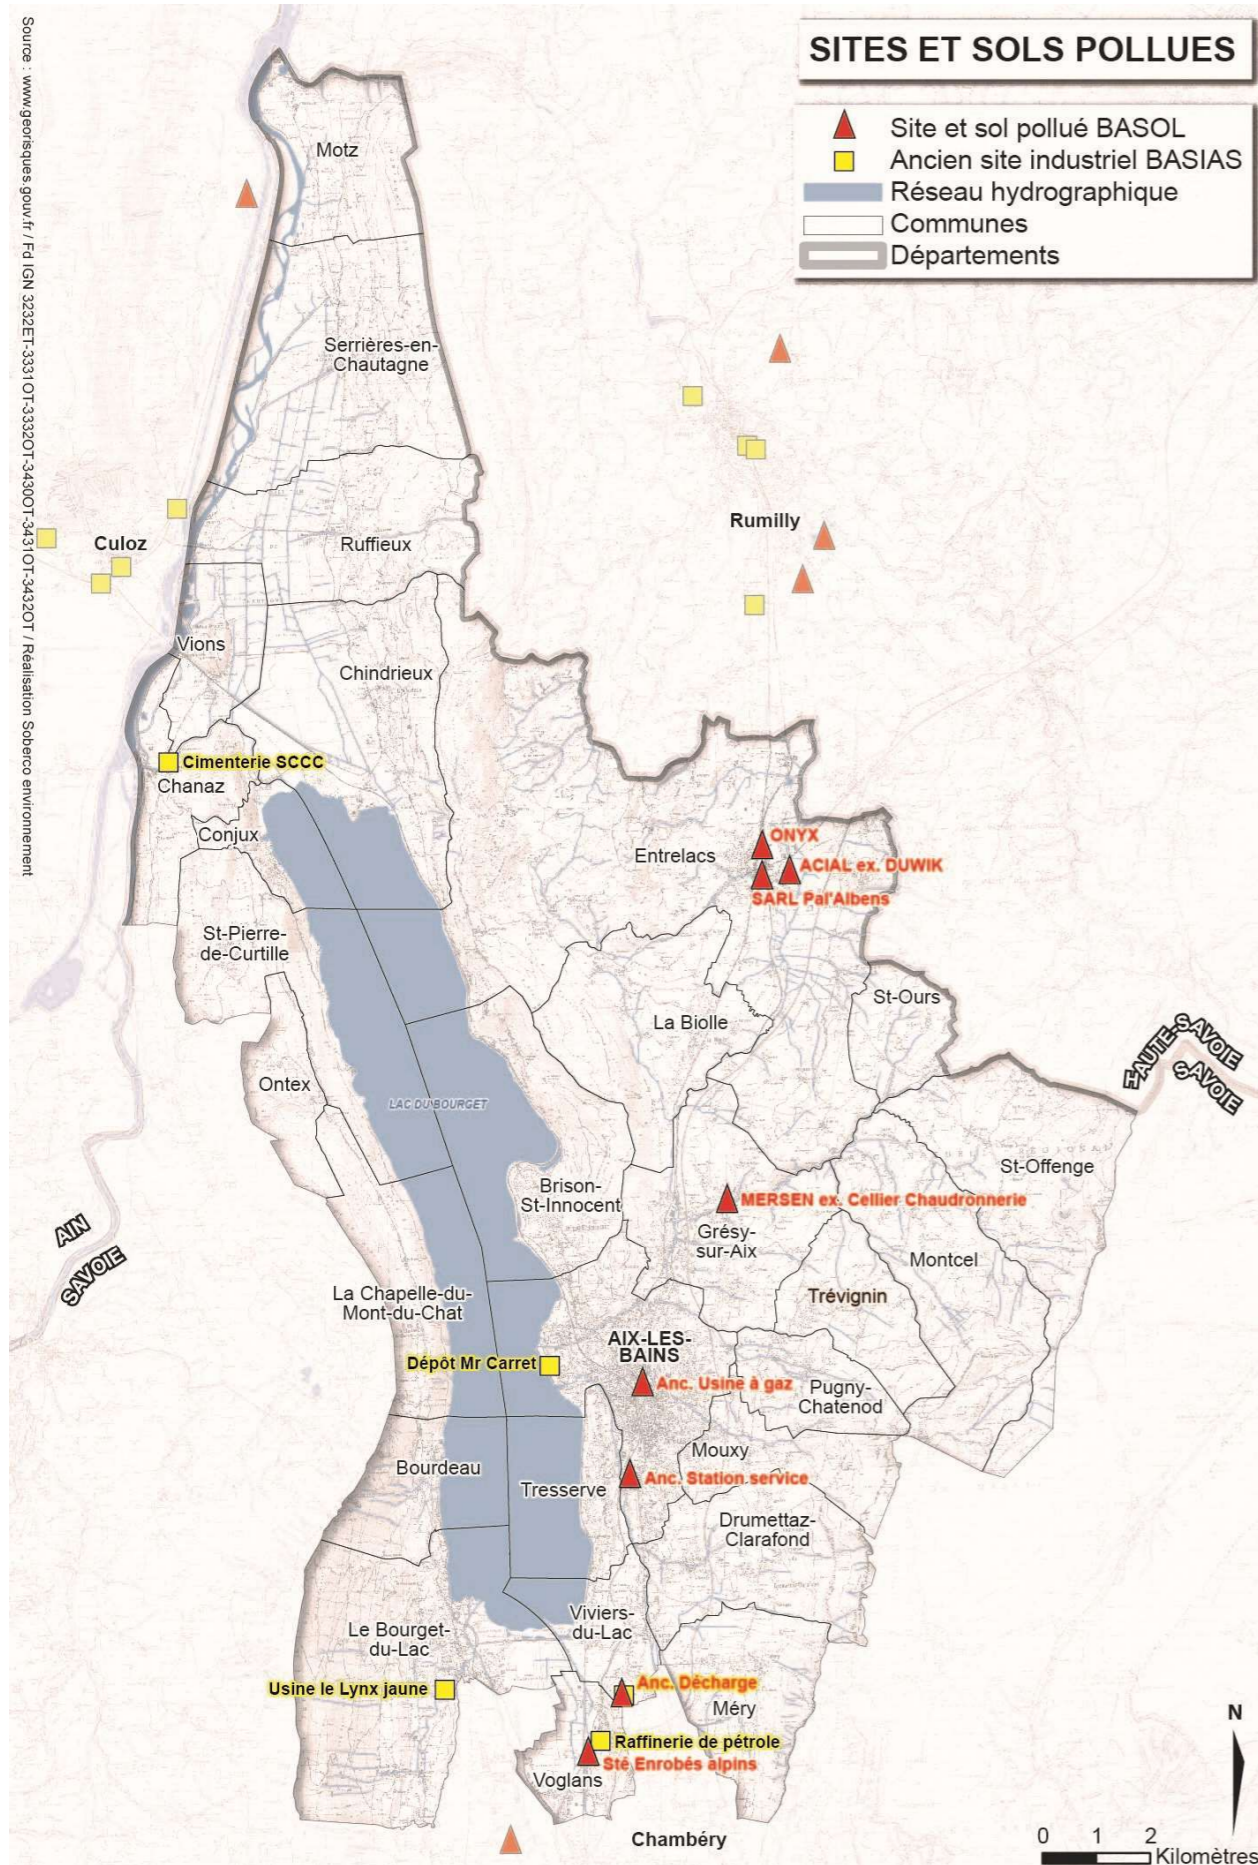 SITES ET SOLS POLLUES
Site et sol pollué BASOL
Ancien site industriel BASIAS
Réseau hydrographique
Communes
Départements
Source : www.georisques.gouv.fr / Fd IGN 3232ET-3331OT-3332OT-3430OT-3431OT-3432OT / Réalisation Soberco environnement
Motz
Serrières-en-
Chautagne
Rumilly
Culoz
Ruffieux
Vions
Chindrieux
Cimenterie SCCC
Chanaz
Conjux
Entrelacs
ONYX
ACIAL ex. DUWIK
SARL Pal'Albens
St-Pierre-
de-Curtille
St-Ours
La Biolle
HAUTE-SAVOIE
SAVOIE
Ontex
LAC DU BOURGET
St-Offenge
Brison-
St-Innocent
MERSEN ex. Cellier Chaudronnerie
Grésy-
sur-Aix
AIN
SAVOIE
Montcel
Trévignin
La Chapelle-du-
Mont-du-Chat
AIX-LES-
BAINS
Dépôt Mr Carret
Anc. Usine à gaz
Pugny-
Chatenod
Mouxy
Bourdeau
Anc. Station service
Tresserve
Drumettaz-
Clarafond
Viviers-
du-Lac
Le Bourget-
du-Lac
Usine le Lynx jaune
Anc. Décharge
Méry
Raffinerie de pétrole
Sté Enrobés alpins
Voglans
Chambéry
N
0 1 2
Kilomètres